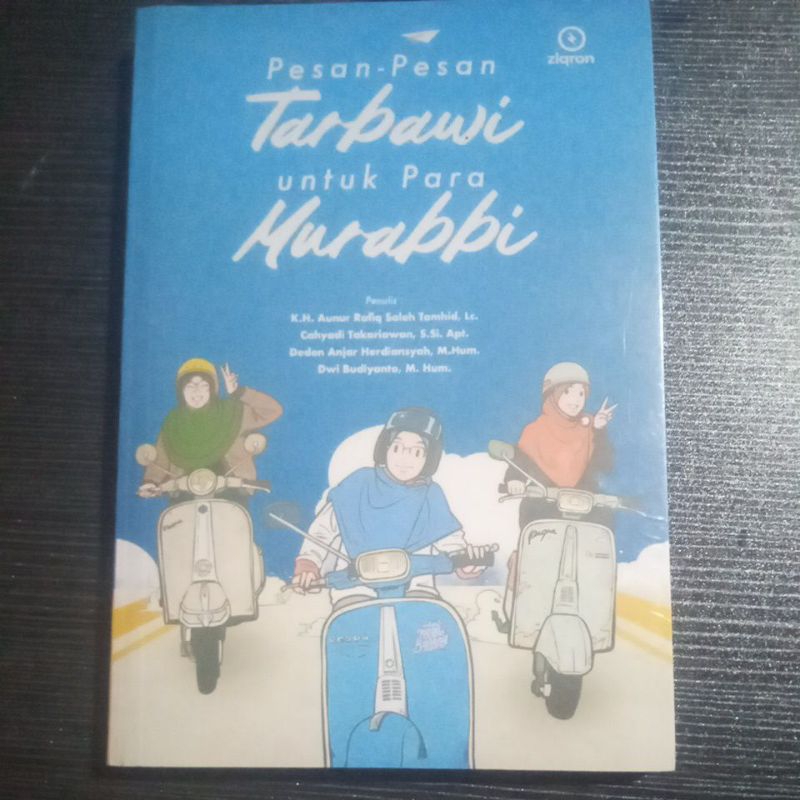 ziqron
Pesan-Pesan
Tarbawi
untuk Para
Murabbi
Penulis
K.H. Aunur Rafiq Saleh Tamhid, Lc.
Cahyadi Takariawan, S.Si. Apt.
Deden Anjar Herdiansyah, M.Hum.
Dwi Budiyanto, M. Hum.